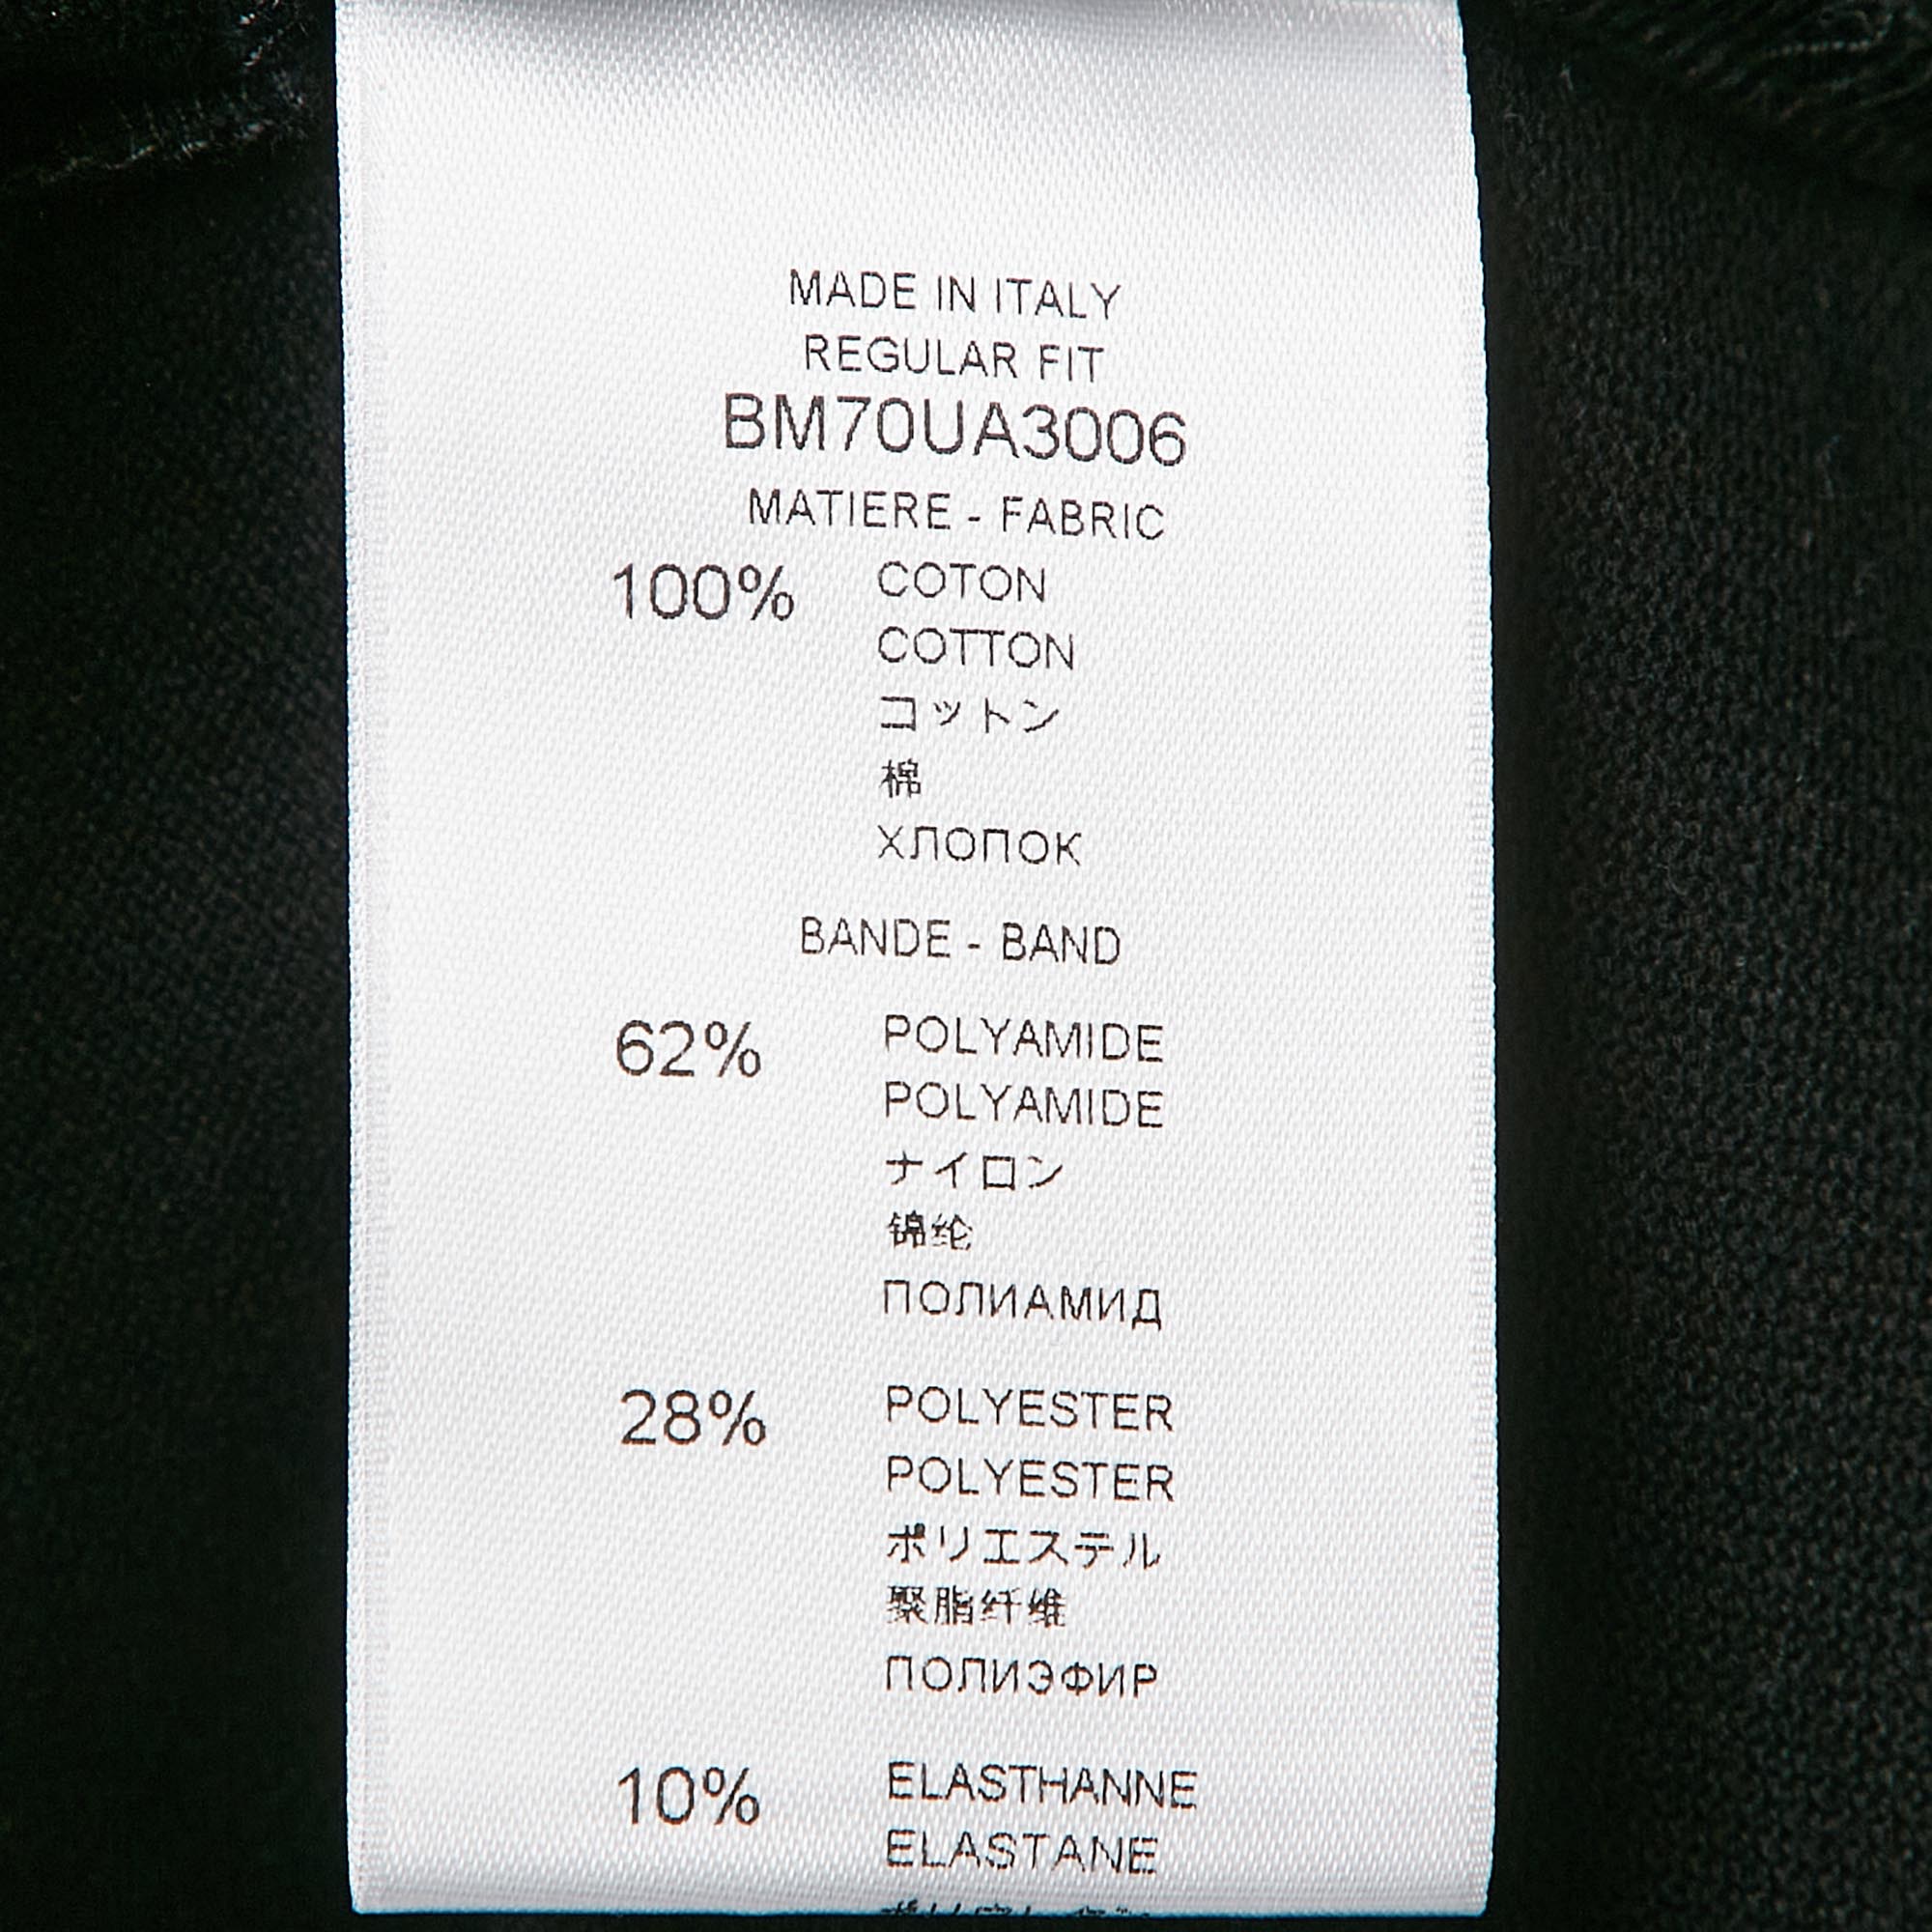 MADE IN ITALY
REGULAR FIT
BM70UA3006
MATIERE - FABRIC
100% COTON
COTTON
コットン
棉
ХЛОПОК
BANDE - BAND
62% POLYAMIDE
POLYAMIDE
ナイロン
锦纶
ПОЛИАМИД
28% POLYESTER
POLYESTER
ポリエステル
聚脂纤维
ПОЛИЭФИР
10% ELASTHANNE
ELASTANE